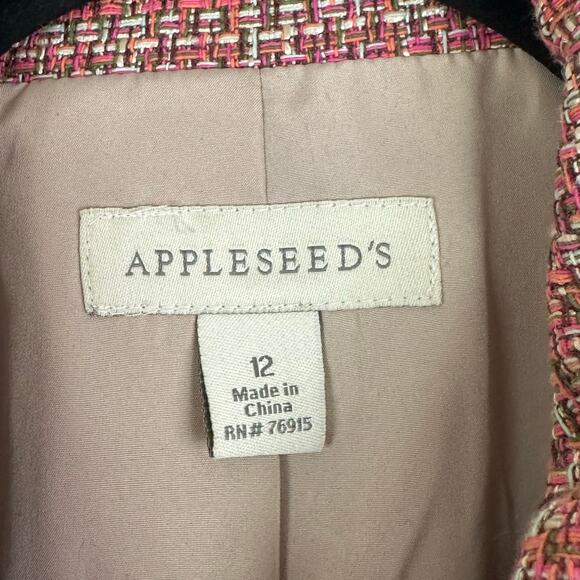 APPLESEED'S
12
Made in
China
RN# 76915